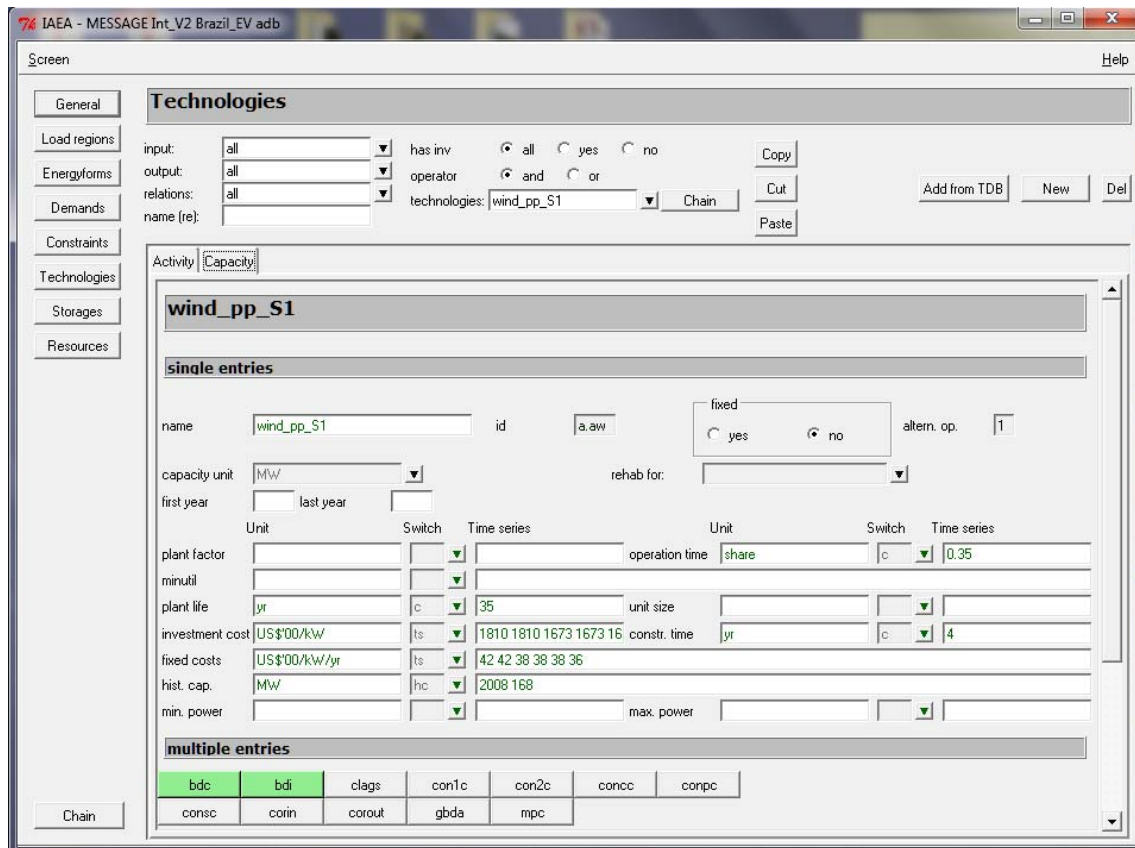 IAEA - MESSAGE Int_V2 Brazil_EV adb
Screen Help
General
Load regions
Energyforms
Demands
Constraints
Technologies
Storages
Resources
Chain
Technologies
input: all has inv all yes no Copy
output: all operator and or Cut Add from TDB New Del
relations: all technologies: wind_pp_S1 Chain
name (re): Paste
Activity Capacity
wind_pp_S1
single entries
fixed
name wind_pp_S1 id a.aw yes no altern. op. 1
capacity unit MW rehab for:
first year last year
Unit Switch Time series Unit Switch Time series
plant factor operation time share c 0.35
minutil
plant life yr c 35 unit size
investment cost US$'00/kW ts 1810 1810 1673 1673 16 constr. time yr c 4
fixed costs US$'00/kW/yr ts 42 42 38 38 38 36
hist. cap. MW hc 2008 168
min. power max. power
multiple entries
bdc bdi clags con1c con2c concc conpc
consc corin corout gbda mpc